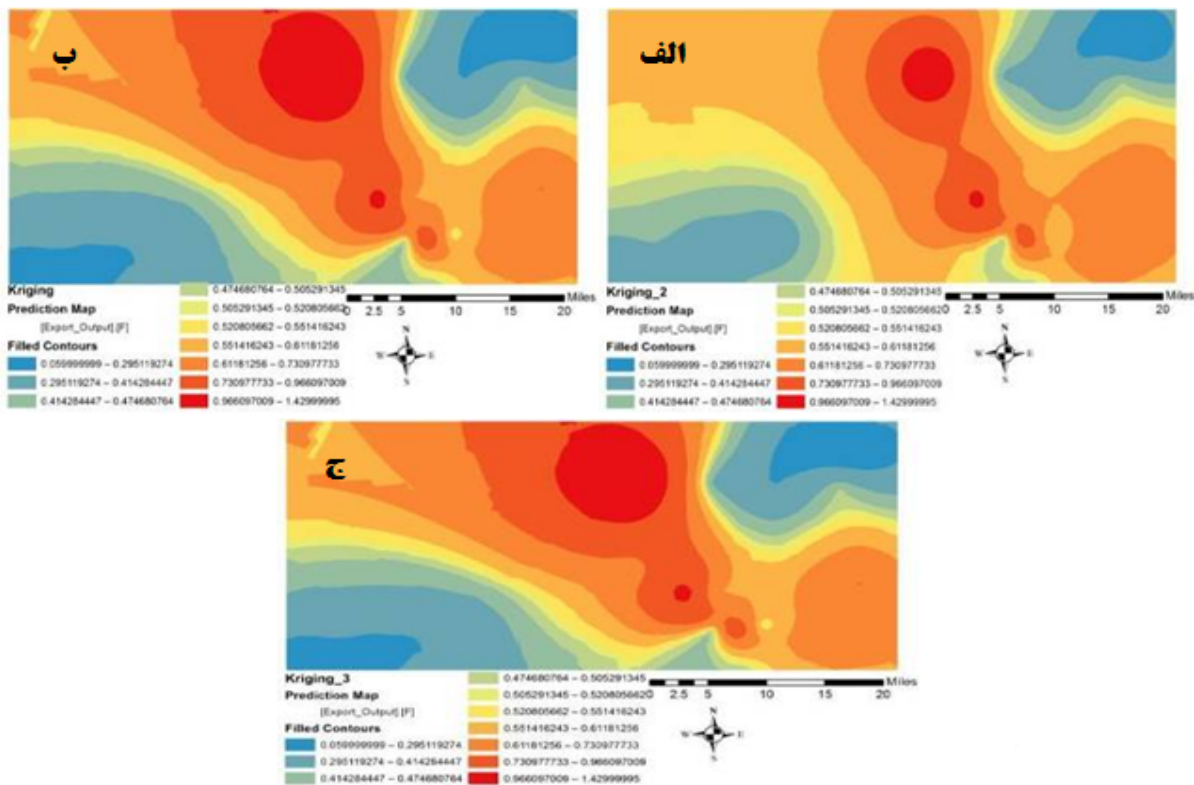 الف
Kriging_2
Prediction Map
[Export_Output].[F]
Filled Contours
0.059999999 – 0.295119274
0.295119274 – 0.414284447
0.414284447 – 0.474680764
0.474680764 – 0.505291345
0.505291345 – 0.520805662
0.520805662 – 0.551416243
0.551416243 – 0.61181256
0.61181256 – 0.730977733
0.730977733 – 0.966097009
0.966097009 – 1.42999995
0 2.5 5 10 15 20 Miles
N
W E
S
ب
Kriging
Prediction Map
[Export_Output].[F]
Filled Contours
0.059999999 – 0.295119274
0.295119274 – 0.414284447
0.414284447 – 0.474680764
0.474680764 – 0.505291345
0.505291345 – 0.520805662
0.520805662 – 0.551416243
0.551416243 – 0.61181256
0.61181256 – 0.730977733
0.730977733 – 0.966097009
0.966097009 – 1.42999995
0 2.5 5 10 15 20 Miles
N
W E
S
ج
Kriging_3
Prediction Map
[Export_Output].[F]
Filled Contours
0.059999999 – 0.295119274
0.295119274 – 0.414284447
0.414284447 – 0.474680764
0.474680764 – 0.505291345
0.505291345 – 0.520805662
0.520805662 – 0.551416243
0.551416243 – 0.61181256
0.61181256 – 0.730977733
0.730977733 – 0.966097009
0.966097009 – 1.42999995
0 2.5 5 10 20 Miles
N
W E
S